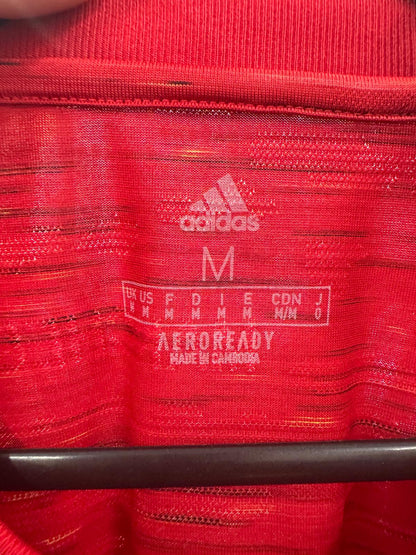 adidas
M
UK US F D I E CDN J
M M M M M M M/M O
AEROREADY
MADE IN CAMBODIA